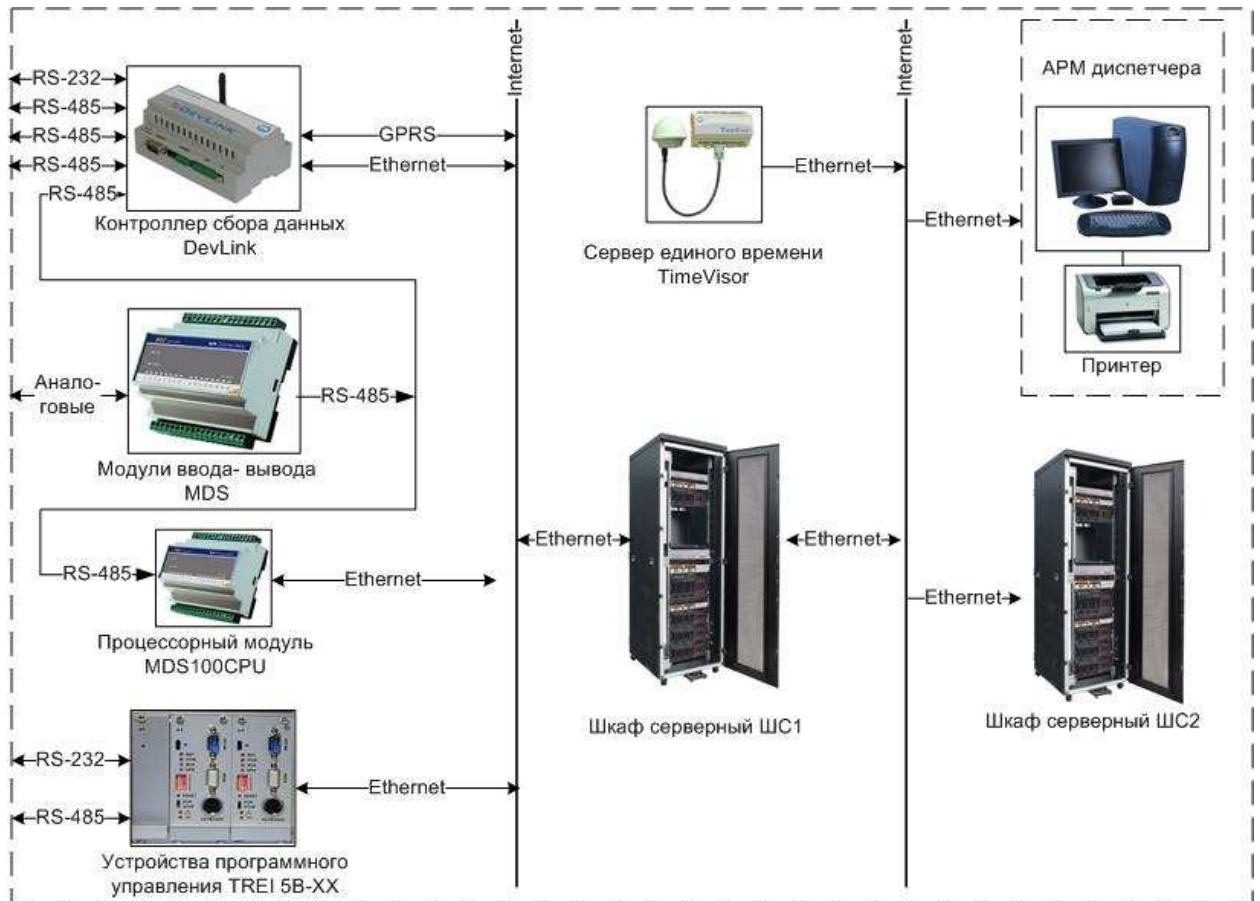 RS-232
RS-485
RS-485
RS-485
RS-485
DEVLINK
GPRS
Ethernet
Контроллер сбора данных
DevLink
Internet
Сервер единого времени
TimeVisor
Ethernet
Internet
АРМ диспетчера
Ethernet
Принтер
Анало-
говые
RS-485
Модули ввода- вывода
MDS
RS-485
Ethernet
Процессорный модуль
MDS100CPU
Ethernet
Ethernet
Шкаф серверный ШС1
Ethernet
Шкаф серверный ШС2
RS-232
RS-485
Ethernet
Устройства программного
управления TREI 5B-XX